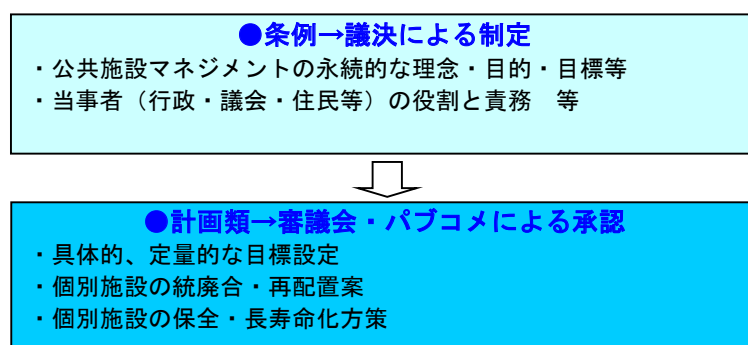 ●条例→議決による制定
・公共施設マネジメントの永続的な理念・目的・目標等
・当事者（行政・議会・住民等）の役割と責務　等
●計画類→審議会・パブコメによる承認
・具体的、定量的な目標設定
・個別施設の統廃合・再配置案
・個別施設の保全・長寿命化方策